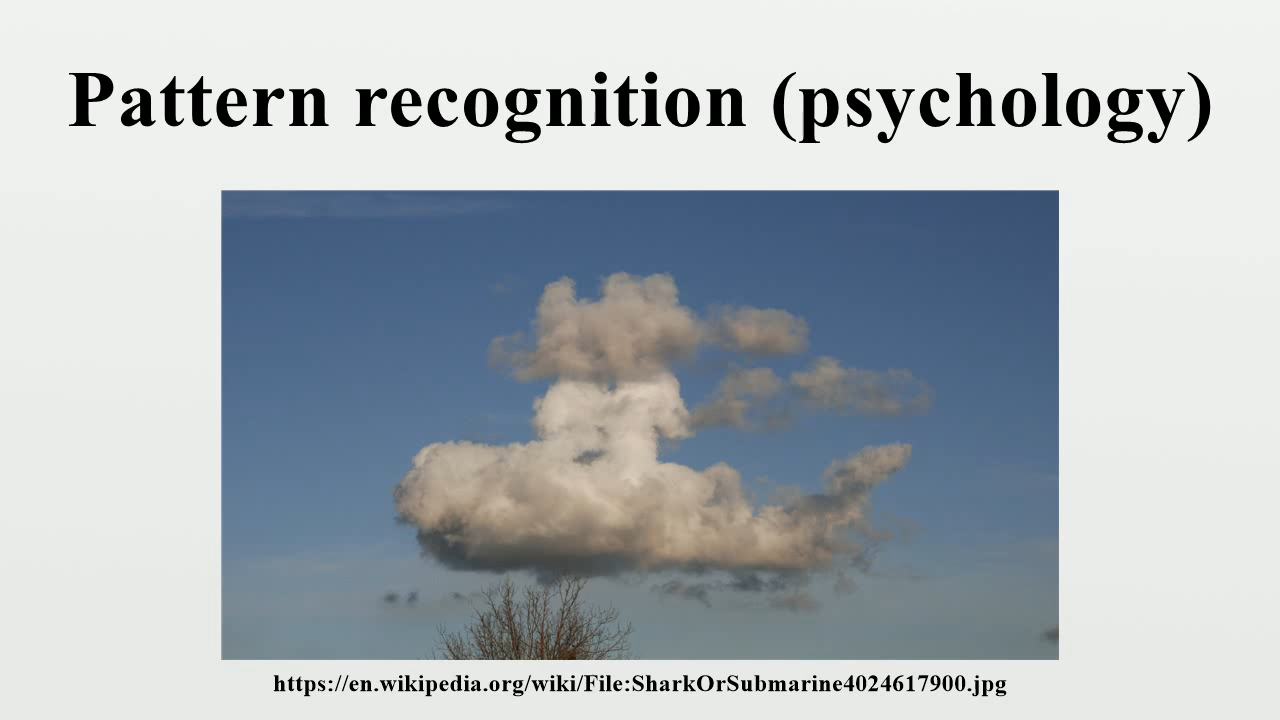 Pattern recognition (psychology)
https://en.wikipedia.org/wiki/File:SharkOrSubmarine4024617900.jpg